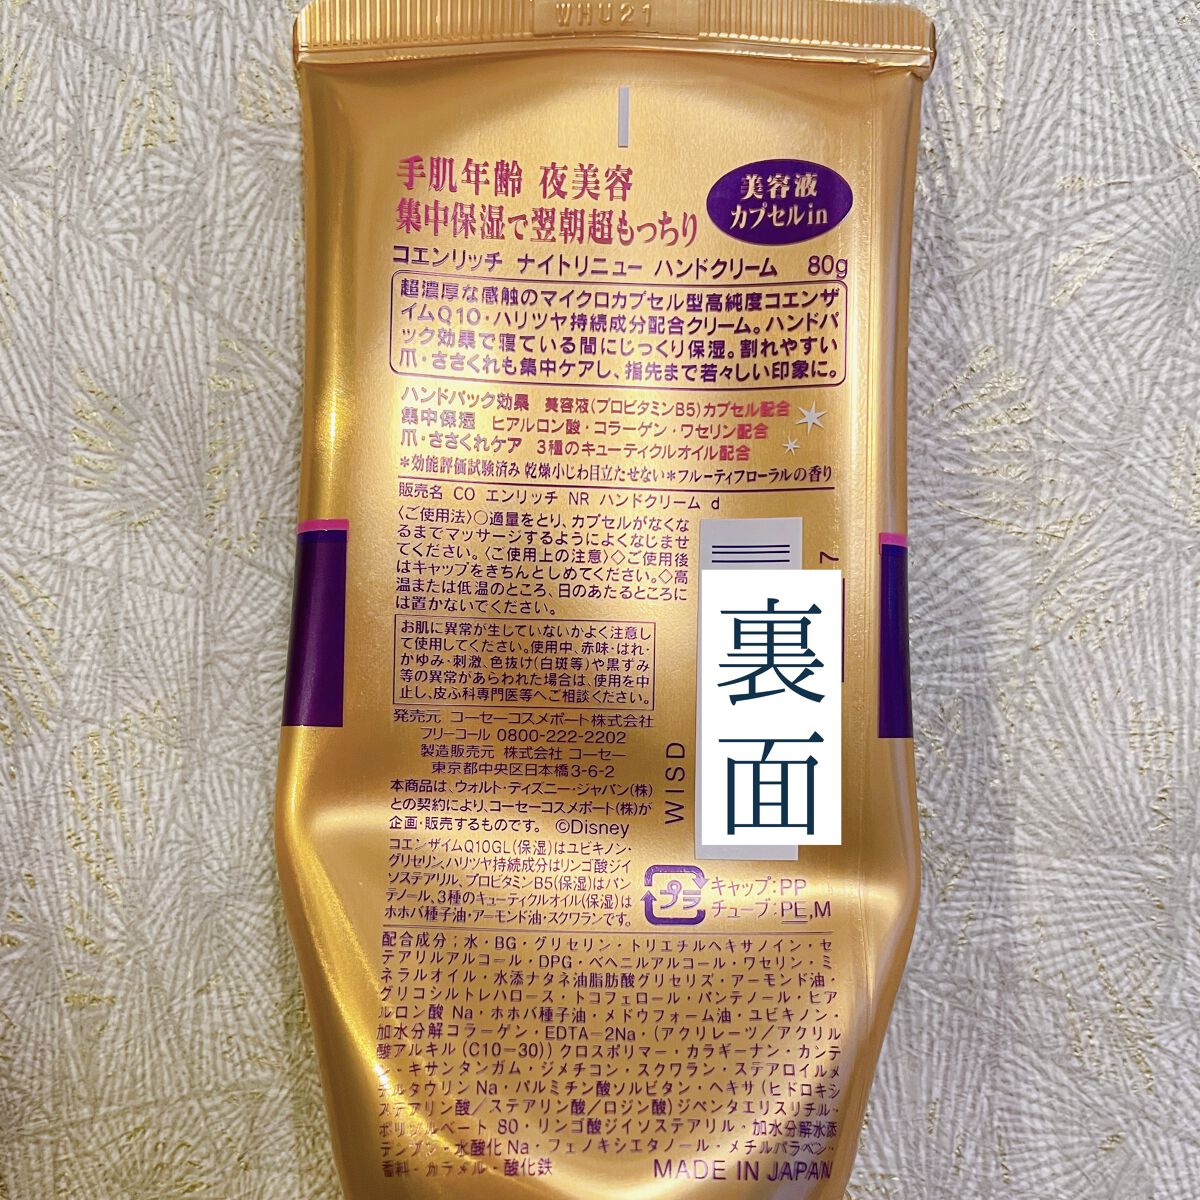 WHU21
手肌年齢 夜美容
集中保湿で翌朝超もっちり
美容液
カプセルin
コエンリッチ ナイトリニュー ハンドクリーム 80g
超濃厚な感触のマイクロカプセル型高純度コエンザ
イムQ10・ハリツヤ持続成分配合クリーム。ハンドパ
ック効果で寝ている間にじっくり保湿。割れやすい
爪・ささくれも集中ケアし、指先まで若々しい印象に。
ハンドパック効果 美容液(プロビタミンB5)カプセル配合
集中保湿 ヒアルロン酸・コラーゲン・ワセリン配合
爪・ささくれケア 3種のキューティクルオイル配合
*効能評価試験済み 乾燥小じわ目立たせない*フルーティフローラルの香り
販売名 CO エンリッチ NR ハンドクリーム d
〈ご使用法〉○適量をとり、カプセルがなくな
るまでマッサージするようによくなじませ
てください。〈ご使用上の注意〉◇ご使用後
はキャップをきちんとしめてください。◇高
温または低温のところ、日のあたるところに
は置かないでください。
お肌に異常が生じていないかよく注意し
て使用してください。使用中、赤味・はれ・
かゆみ・刺激、色抜け(白斑等)や黒ずみ
等の異常があらわれた場合は、使用を中
止し、皮ふ科専門医等へご相談ください。
発売元 コーセーコスメポート株式会社
フリーコール 0800-222-2202
製造販売元 株式会社 コーセー
東京都中央区日本橋3-6-2
本商品は、ウォルト・ディズニー・ジャパン(株)
との契約により、コーセーコスメポート(株)が
企画・販売するものです。 ©Disney
7
裏面
WISD
コエンザイムQ10GL(保湿)はユビキノン・
グリセリン、ハリツヤ持続成分はリンゴ酸ジイ
ソステアリル、プロビタミンB5(保湿)はパン
テノール、3種のキューティクルオイル(保湿)は
ホホバ種子油・アーモンド油・スクワランです。
プラ
キャップ:PP
チューブ:PE,M
配合成分;水・BG・グリセリン・トリエチルヘキサノイン・セ
テアリルアルコール・DPG・ベヘニルアルコール・ワセリン・ミ
ネラルオイル・水添ナタネ油脂肪酸グリセリズ・アーモンド油・
グリコシルトレハロース・トコフェロール・パンテノール・ヒア
ルロン酸 Na・ホホバ種子油・メドウフォーム油・ユビキノン・
加水分解コラーゲン・EDTA-2Na・(アクリレーツ/アクリル
酸アルキル(C10-30))クロスポリマー・カラギーナン・カンテ
ン・キサンタンガム・ジメチコン・スクワラン・ステアロイルメ
チルタウリンNa・パルミチン酸ソルビタン・ヘキサ(ヒドロキシ
ステアリン酸/ステアリン酸/ロジン酸)ジペンタエリスリチル・
ポリソルベート 80・リンゴ酸ジイソステアリル・加水分解水添
デンプン・水酸化Na・フェノキシエタノール・メチルパラベン・
香料・カラメル・酸化鉄
MADE IN JAPAN